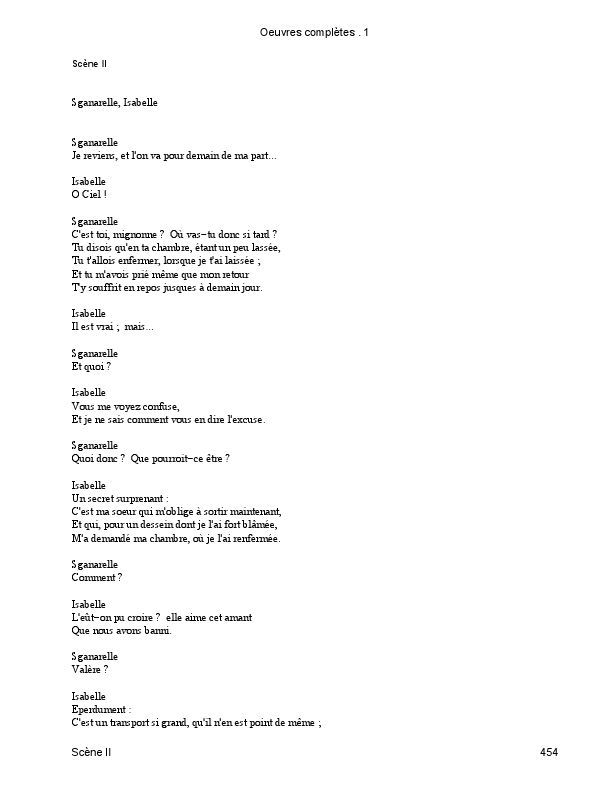 Oeuvres complètes . 1
Scène II
Sganarelle, Isabelle
Sganarelle
Je reviens, et l'on va pour demain de ma part...
Isabelle
O Ciel !
Sganarelle
C'est toi, mignonne ? Où vas-tu donc si tard ?
Tu disois qu'en ta chambre, étant un peu lassée,
Tu t'allois enfermer, lorsque je t'ai laissée ;
Et tu m'avois prié même que mon retour
T'y souffrit en repos jusques à demain jour.
Isabelle
Il est vrai ; mais...
Sganarelle
Et quoi ?
Isabelle
Vous me voyez confuse,
Et je ne sais comment vous en dire l'excuse.
Sganarelle
Quoi donc ? Que pourroit-ce être ?
Isabelle
Un secret surprenant :
C'est ma soeur qui m'oblige à sortir maintenant,
Et qui, pour un dessein dont je l'ai fort blâmée,
M'a demandé ma chambre, où je l'ai renfermée.
Sganarelle
Comment ?
Isabelle
L'eût-on pu croire ? elle aime cet amant
Que nous avons banni.
Sganarelle
Valère ?
Isabelle
Eperdument :
C'est un transport si grand, qu'il n'en est point de même ;
Scène II 454